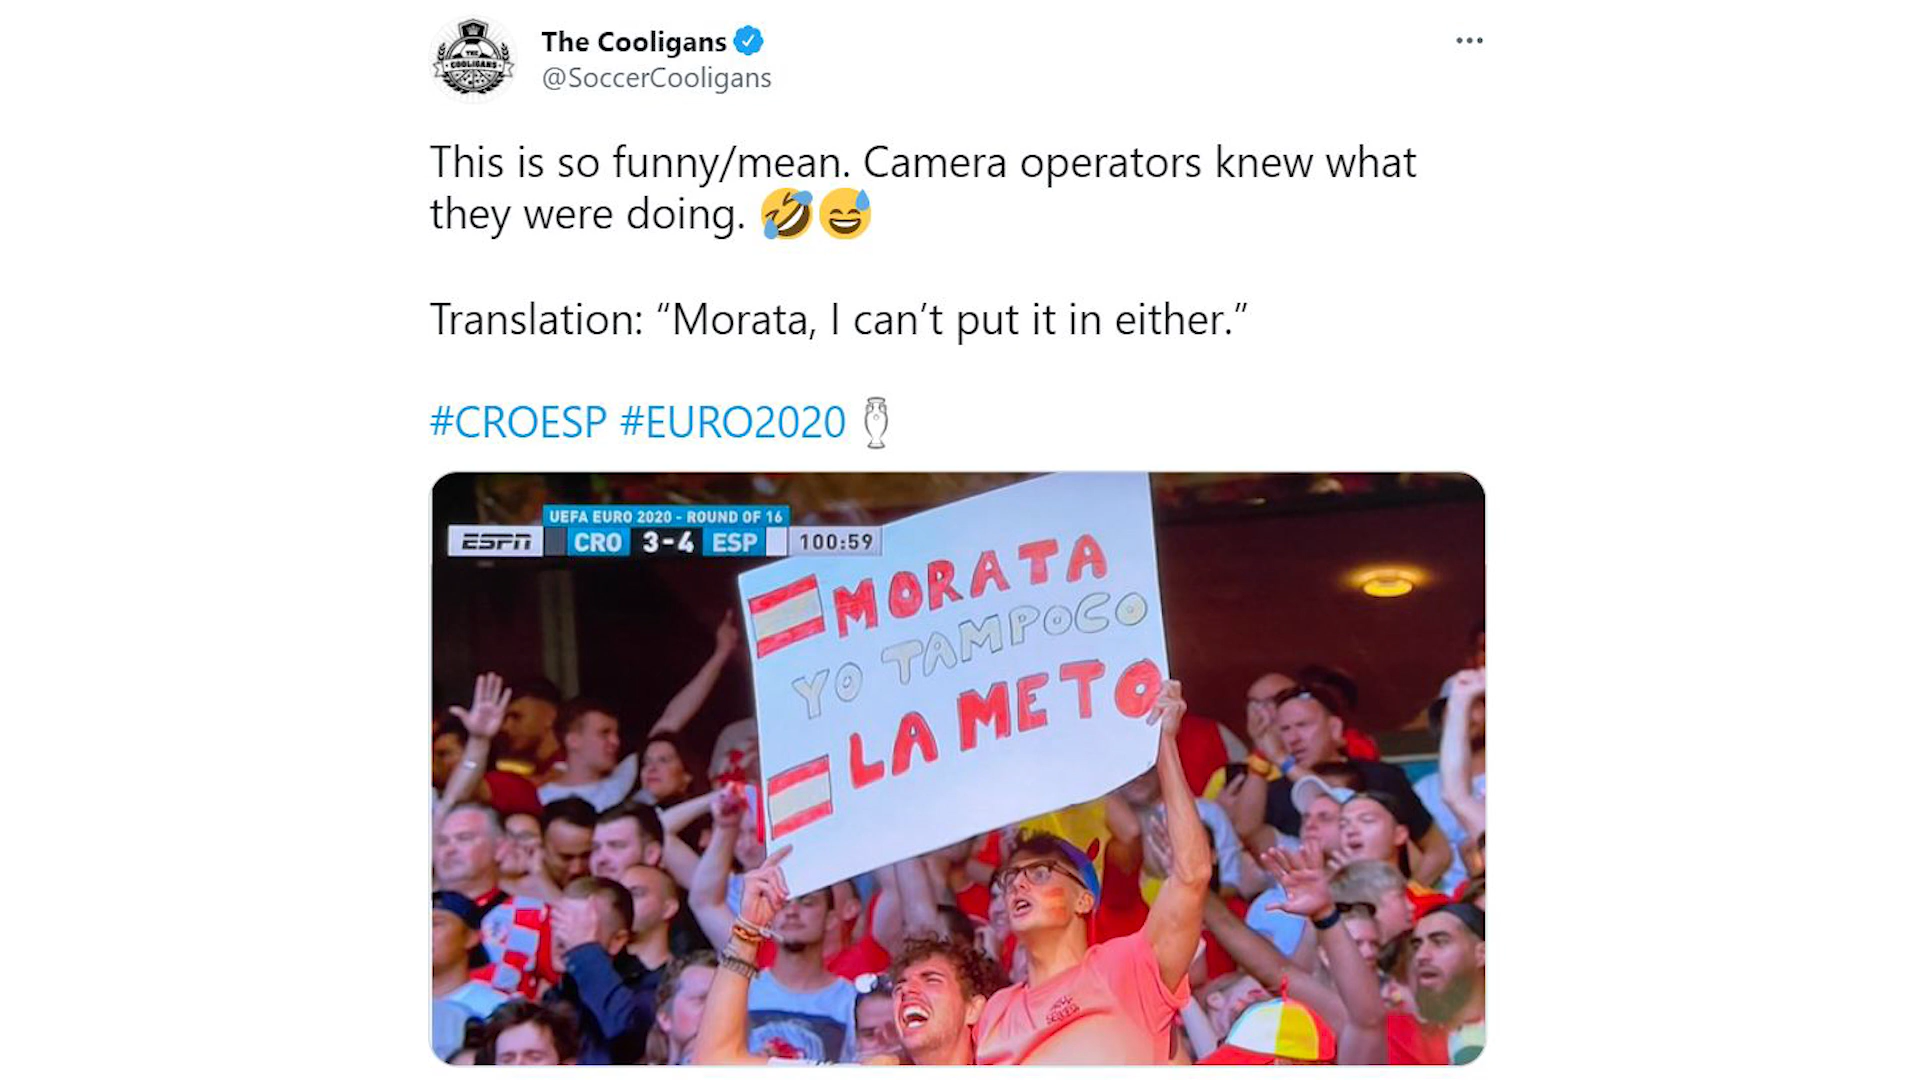 The Cooligans
@SoccerCooligans
This is so funny/mean. Camera operators knew what
they were doing. 🤣😅
Translation: “Morata, I can’t put it in either.”
#CROESP #EURO2020
UEFA EURO 2020 - ROUND OF 16
ESPN CRO 3-4 ESP 100:59
MORATA
YO TAMPOCO
LA METO